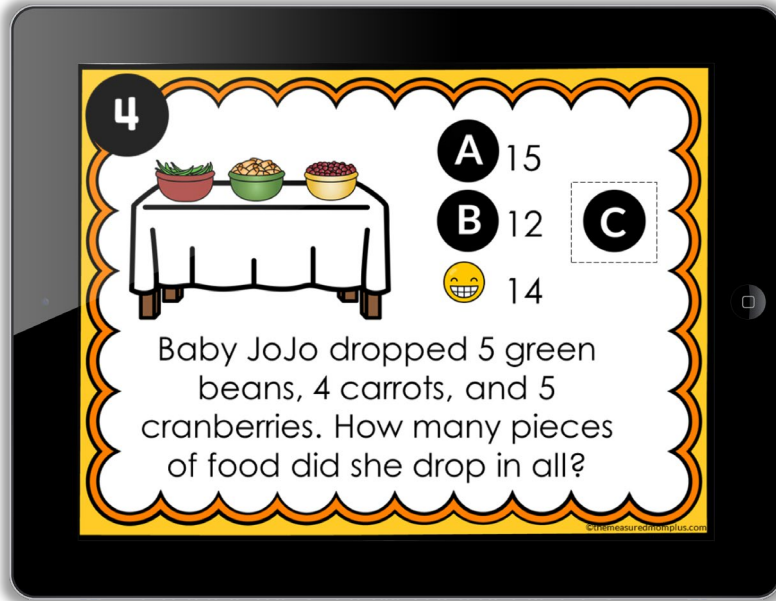 4
A 15
B 12
C
14
Baby JoJo dropped 5 green
beans, 4 carrots, and 5
cranberries. How many pieces
of food did she drop in all?
©themeasuredmomplus.com